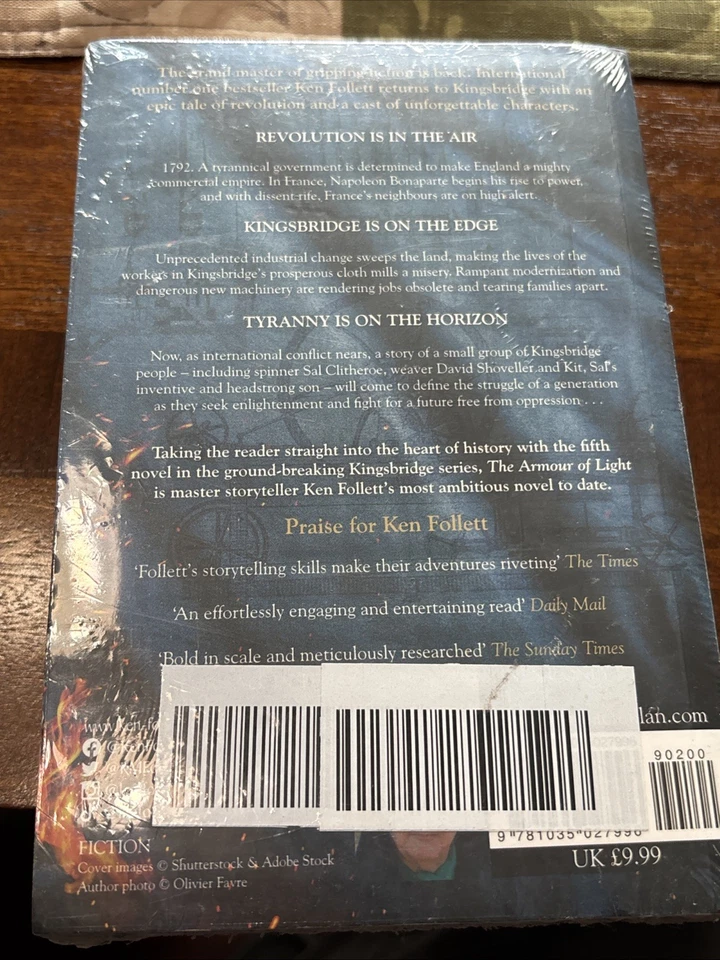 The grand master of gripping fiction is back. International
number one bestseller Ken Follett returns to Kingsbridge with an
epic tale of revolution and a cast of unforgettable characters.
REVOLUTION IS IN THE AIR
1792. A tyrannical government is determined to make England a mighty
commercial empire. In France, Napoleon Bonaparte begins his rise to power,
and with dissent rife, France's neighbours are on high alert.
KINGSBRIDGE IS ON THE EDGE
Unprecedented industrial change sweeps the land, making the lives of the
workers in Kingsbridge's prosperous cloth mills a misery. Rampant modernization and
dangerous new machinery are rendering jobs obsolete and tearing families apart.
TYRANNY IS ON THE HORIZON
Now, as international conflict nears, a story of a small group of Kingsbridge
people – including spinner Sal Clitheroe, weaver David Shoveller and Kit, Sal's
inventive and headstrong son – will come to define the struggle of a generation
as they seek enlightenment and fight for a future free from oppression . . .
Taking the reader straight into the heart of history with the fifth
novel in the ground-breaking Kingsbridge series, The Armour of Light
is master storyteller Ken Follett's most ambitious novel to date.
Praise for Ken Follett
'Follett's storytelling skills make their adventures riveting' The Times
'An effortlessly engaging and entertaining read' Daily Mail
'Bold in scale and meticulously researched' The Sunday Times
lan.com
90200
9 781035 027996
UK £9.99
FICTION
Cover images © Shutterstock & Adobe Stock
Author photo © Olivier Favre